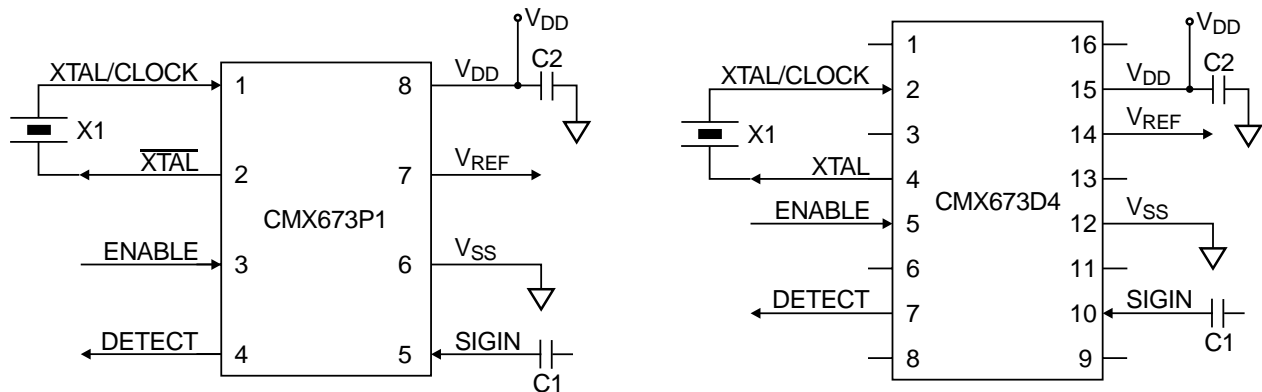 VDD
C2
XTAL/CLOCK
1
8
VDD
X1
XTAL
2
7
VREF
CMX673P1
ENABLE
3
6
VSS
DETECT
4
5
SIGIN
C1
VDD
1
16
C2
XTAL/CLOCK
2
15
VDD
X1
3
14
VREF
XTAL
4
13
CMX673D4
ENABLE
5
12
VSS
6
11
DETECT
7
10
SIGIN
C1
8
9